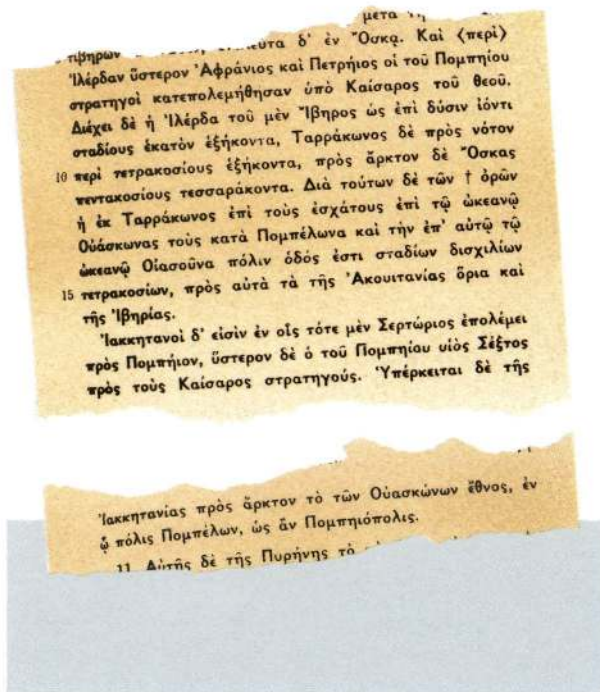 μετὰ
δ' ἐν Ὄσκᾳ. Καὶ ⟨περὶ⟩
Ἰλέρδαν ὕστερον Ἀφράνιος καὶ Πετρήιος οἱ τοῦ Πομπηίου
στρατηγοὶ κατεπολεμήθησαν ὑπὸ Καίσαρος τοῦ θεοῦ.
Διέχει δὲ ἡ Ἰλέρδα τοῦ μὲν Ἴβηρος ὡς ἐπὶ δύσιν ἰόντι
σταδίους ἑκατὸν ἑξήκοντα, Ταρράκωνος δὲ πρὸς νότον
10 περὶ τετρακοσίους ἑξήκοντα, πρὸς ἄρκτον δὲ Ὄσκας
πεντακοσίους τεσσαράκοντα. Διὰ τούτων δὲ τῶν † ὁρῶν
ἡ ἐκ Ταρράκωνος ἐπὶ τοὺς ἐσχάτους ἐπὶ τῷ ὠκεανῷ
Οὐάσκωνας τοὺς κατὰ Πομπέλωνα καὶ τὴν ἐπ' αὐτῷ τῷ
ὠκεανῷ Οἰασοῦνα πόλιν ὁδός ἐστι σταδίων δισχιλίων
15 τετρακοσίων, πρὸς αὐτὰ τὰ τῆς Ἀκουιτανίας ὅρια καὶ
τῆς Ἰβηρίας.
Ἰακκητανοὶ δ' εἰσὶν ἐν οἷς τότε μὲν Σερτώριος ἐπολέμει
πρὸς Πομπήιον, ὕστερον δὲ ὁ τοῦ Πομπηίου υἱὸς Σέξτος
πρὸς τοὺς Καίσαρος στρατηγούς. Ὑπέρκειται δὲ τῆς
Ἰακκητανίας πρὸς ἄρκτον τὸ τῶν Οὐασκώνων ἔθνος, ἐν
ᾧ πόλις Πομπέλων, ὡς ἂν Πομπηιόπολις.
11 Αὐτῆς δὲ τῆς Πυρήνης τὸ